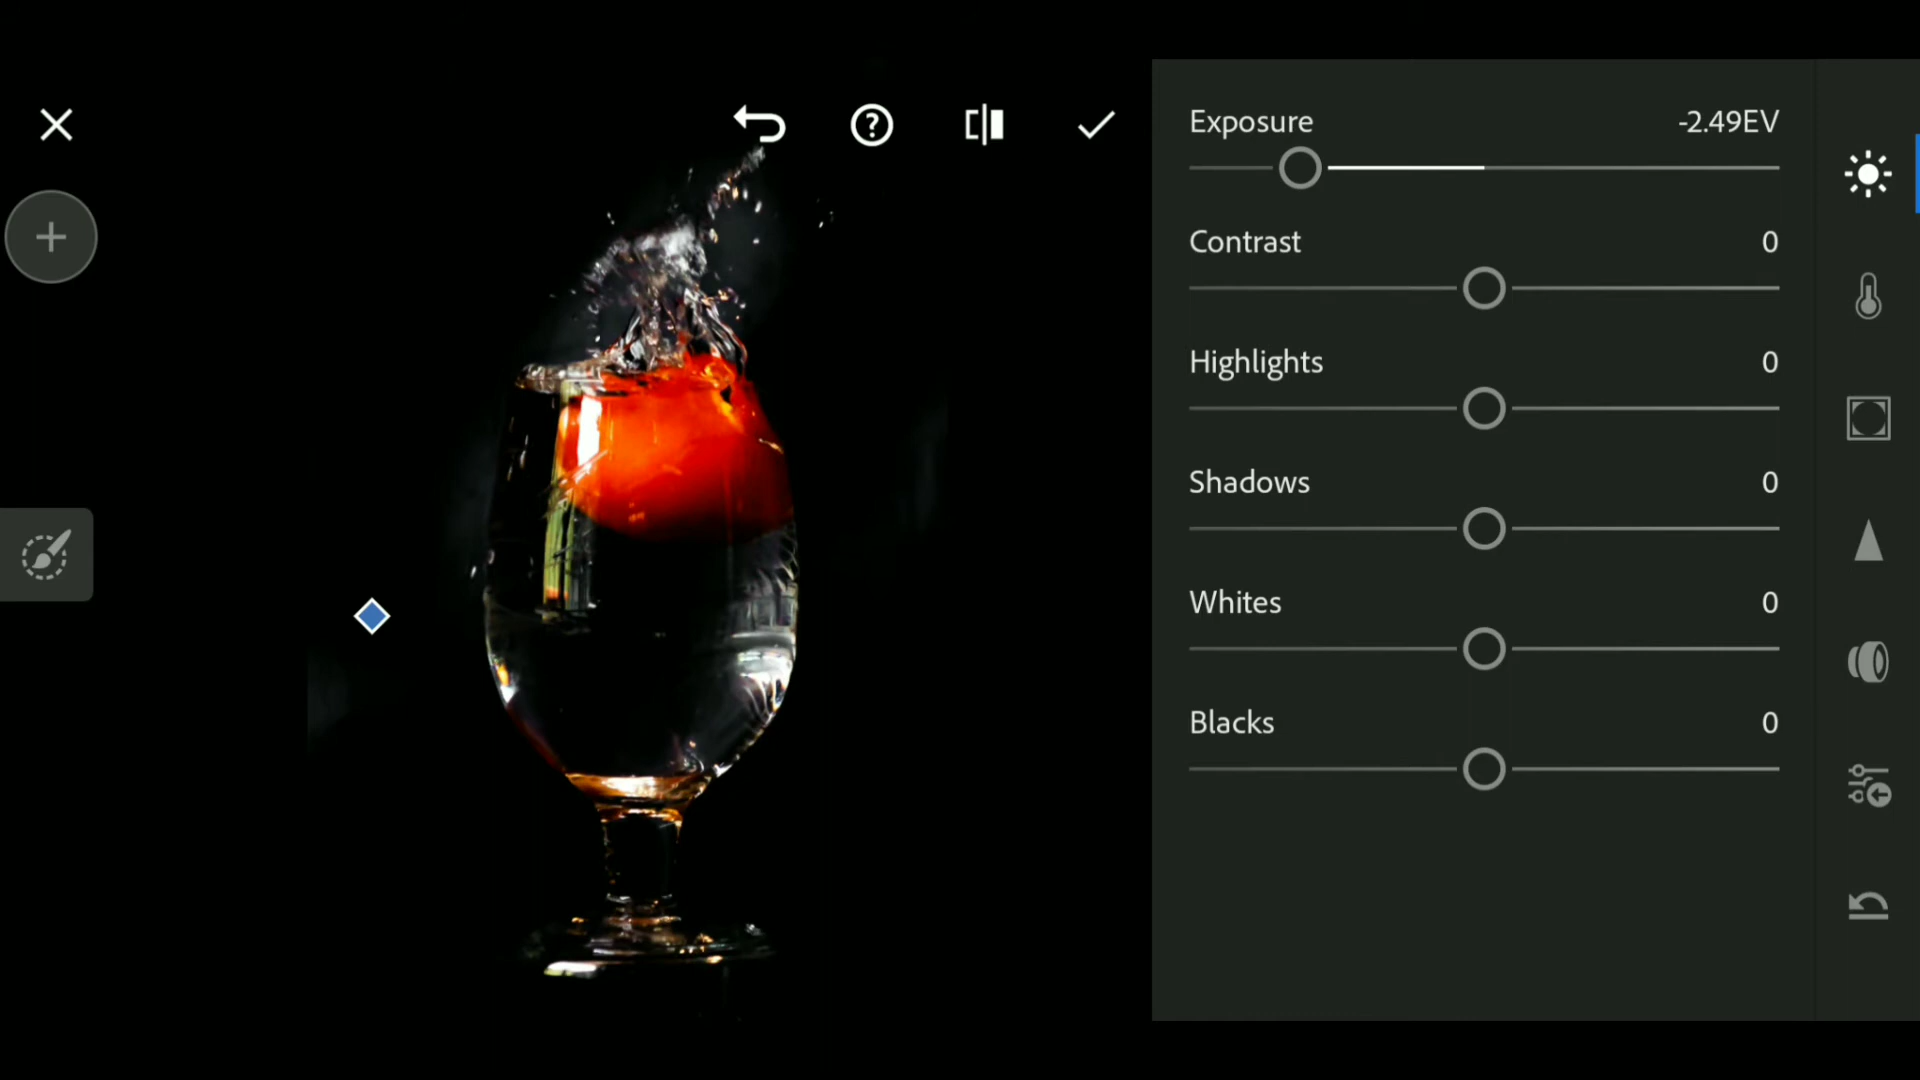 Exposure -2.49EV
Contrast 0
Highlights 0
Shadows 0
Whites 0
Blacks 0